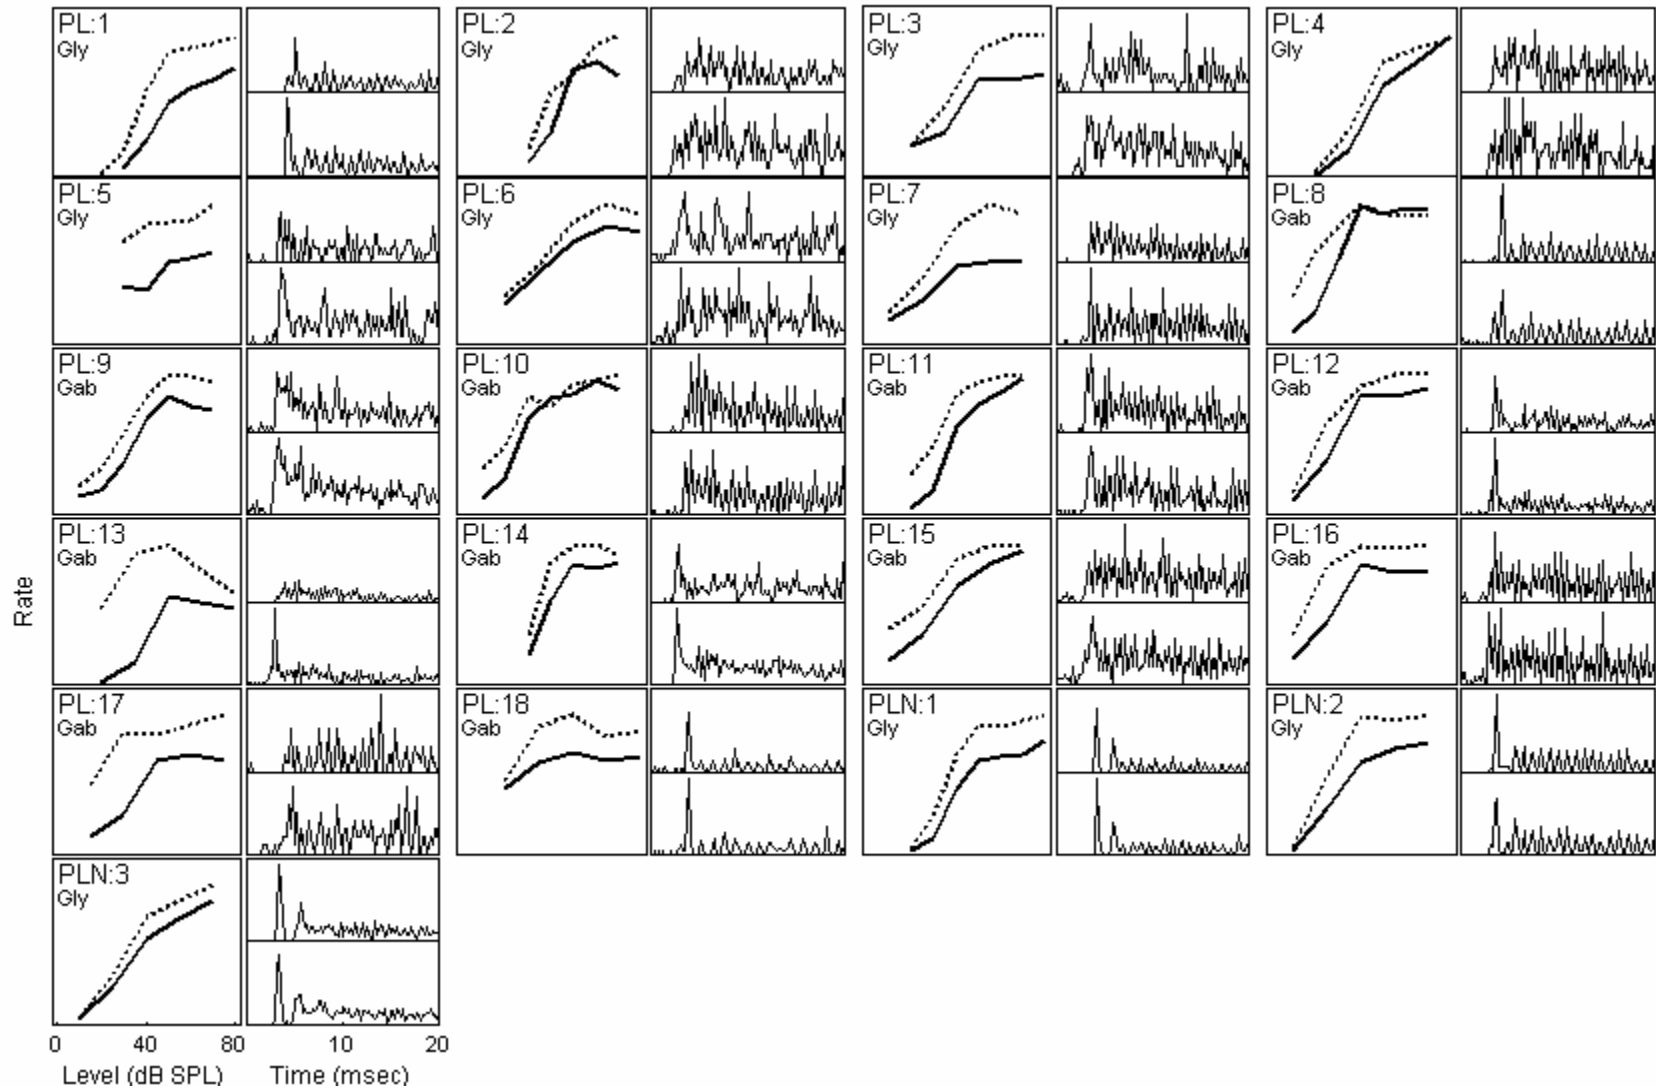 PL:1
Gly
PL:2
Gly
PL:3
Gly
PL:4
Gly
PL:5
Gly
PL:6
Gly
PL:7
Gly
PL:8
Gab
PL:9
Gab
PL:10
Gab
PL:11
Gab
PL:12
Gab
PL:13
Gab
PL:14
Gab
PL:15
Gab
PL:16
Gab
Rate
PL:17
Gab
PL:18
Gab
PLN:1
Gly
PLN:2
Gly
PLN:3
Gly
0 40 80 10 20
Level (dB SPL) Time (msec)